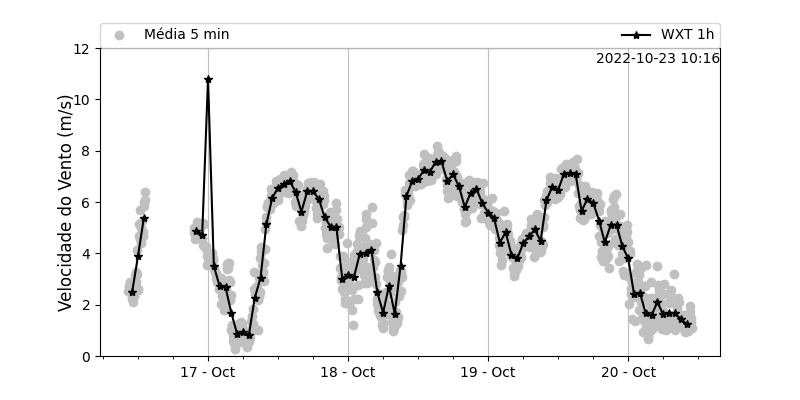 Média 5 min
WXT 1h
2022-10-23 10:16
Velocidade do Vento (m/s)
12
10
8
6
4
2
0
17 - Oct
18 - Oct
19 - Oct
20 - Oct